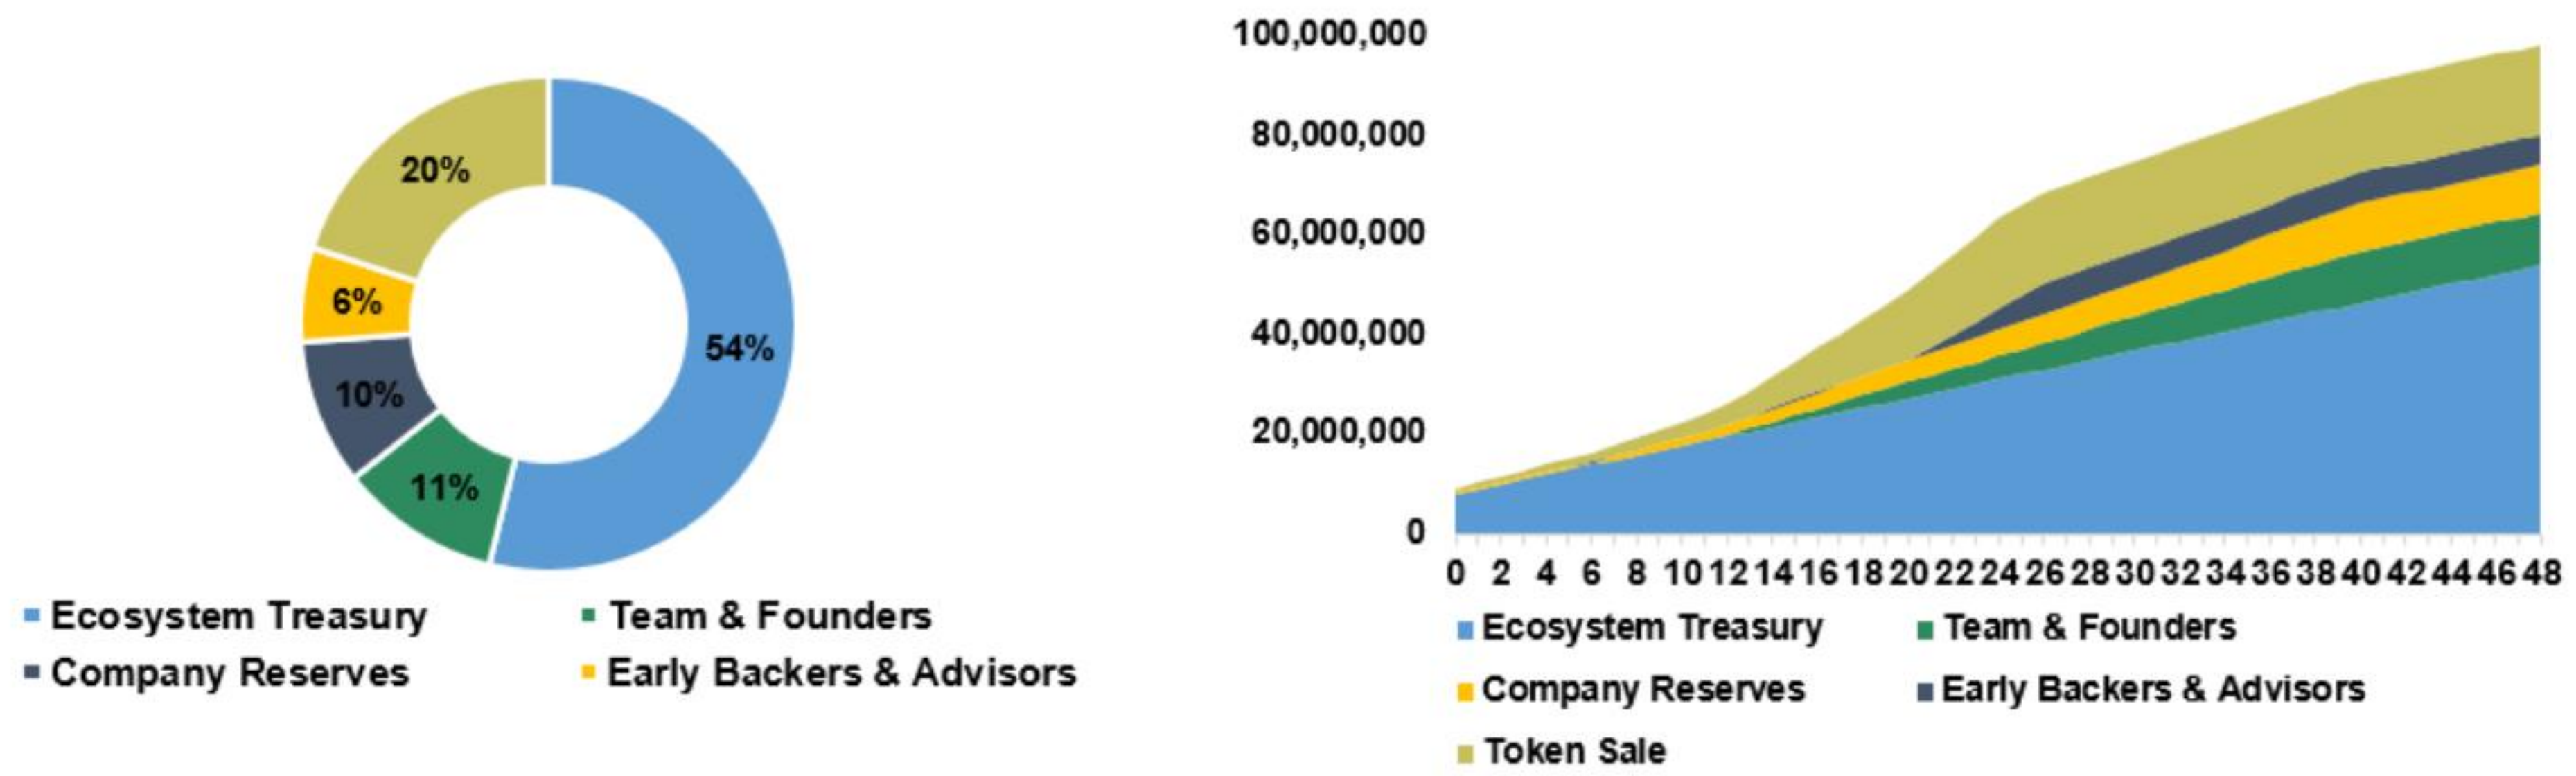 20%
6%
54%
10%
11%
Ecosystem Treasury
Team & Founders
Company Reserves
Early Backers & Advisors
100,000,000
80,000,000
60,000,000
40,000,000
20,000,000
0
0 2 4 6 8 10 12 14 16 18 20 22 24 26 28 30 32 34 36 38 40 42 44 46 48
Ecosystem Treasury
Team & Founders
Company Reserves
Early Backers & Advisors
Token Sale